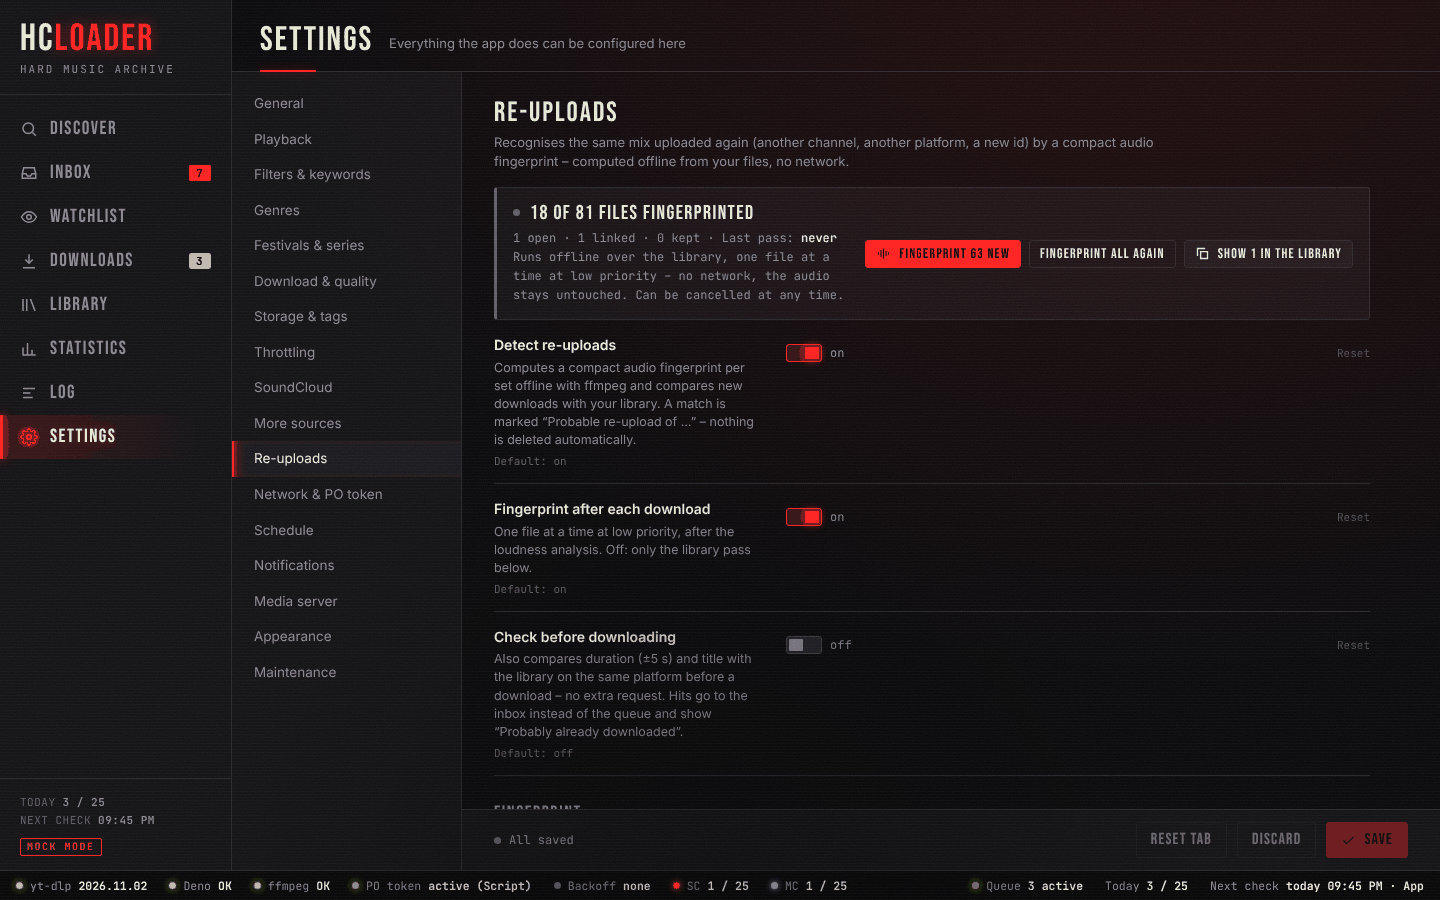 HCLOADER
HARD MUSIC ARCHIVE
DISCOVER
INBOX 7
WATCHLIST
DOWNLOADS 3
LIBRARY
STATISTICS
LOG
SETTINGS
TODAY 3 / 25
NEXT CHECK 09:45 PM
MOCK MODE
SETTINGS Everything the app does can be configured here
General
Playback
Filters & keywords
Genres
Festivals & series
Download & quality
Storage & tags
Throttling
SoundCloud
More sources
Re-uploads
Network & PO token
Schedule
Notifications
Media server
Appearance
Maintenance
RE-UPLOADS
Recognises the same mix uploaded again (another channel, another platform, a new id) by a compact audio
fingerprint – computed offline from your files, no network.
18 OF 81 FILES FINGERPRINTED
1 open · 1 linked · 0 kept · Last pass: never
Runs offline over the library, one file at a
time at low priority – no network, the audio
stays untouched. Can be cancelled at any time.
FINGERPRINT 63 NEW
FINGERPRINT ALL AGAIN
SHOW 1 IN THE LIBRARY
Detect re-uploads
Computes a compact audio fingerprint per
set offline with ffmpeg and compares new
downloads with your library. A match is
marked “Probable re-upload of …” – nothing
is deleted automatically.
Default: on
on
Reset
Fingerprint after each download
One file at a time at low priority, after the
loudness analysis. Off: only the library pass
below.
Default: on
on
Reset
Check before downloading
Also compares duration (±5 s) and title with
the library on the same platform before a
download – no extra request. Hits go to the
inbox instead of the queue and show
“Probably already downloaded”.
Default: off
off
Reset
FINGERPRINT
All saved
RESET TAB
DISCARD
SAVE
yt-dlp 2026.11.02
Deno OK
ffmpeg OK
PO token active (Script)
Backoff none
SC 1 / 25
MC 1 / 25
Queue 3 active
Today 3 / 25
Next check today 09:45 PM · App